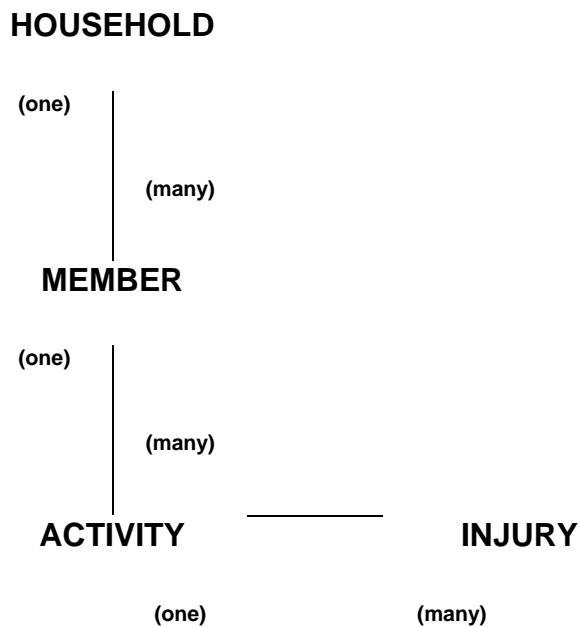 HOUSEHOLD
(one)
(many)
MEMBER
(one)
(many)
ACTIVITY INJURY
(one) (many)